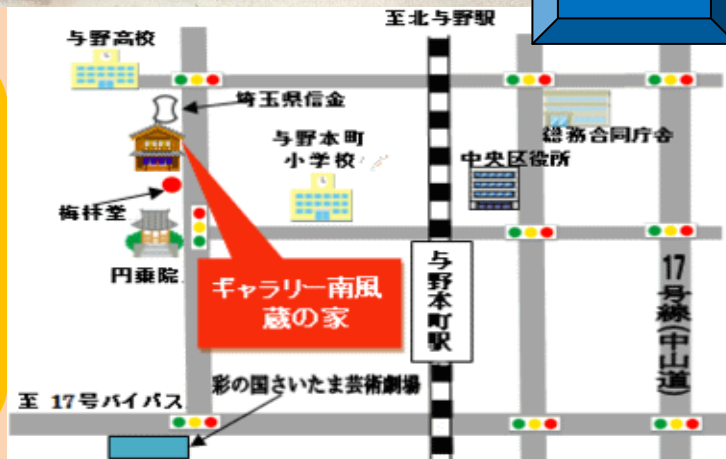 至北与野駅
与野高校
埼玉県信金
与野本町
小学校
総務合同庁舎
中央区役所
梅林堂
円乗院
ギャラリー南風
蔵の家
与野本町駅
17号線(中山道)
彩の国さいたま芸術劇場
至 17号バイパス